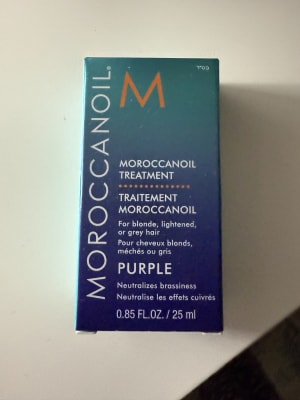 MOROCCANOIL®
M
MOROCCANOIL
TREATMENT
TRAITEMENT
MOROCCANOIL
For blonde, lightened,
or grey hair
Pour cheveux blonds,
méchés ou gris
PURPLE
Neutralizes brassiness
Neutralise les effets cuivrés
0.85 FL.OZ. / 25 ml